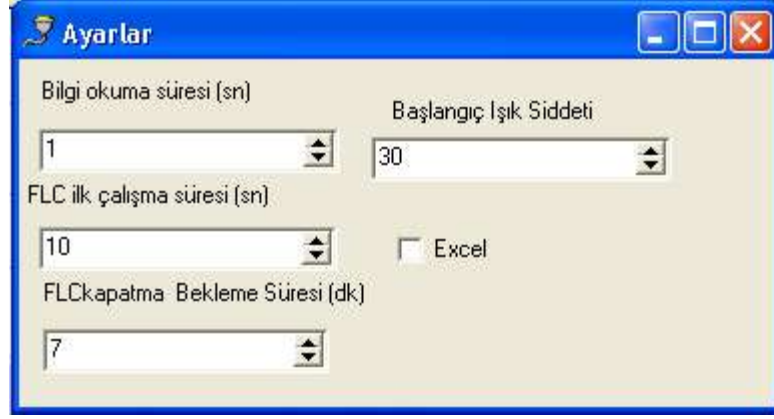 Ayarlar
Bilgi okuma süresi (sn)
Başlangıç Işık Siddeti
1
30
FLC ilk çalışma süresi (sn)
10
Excel
FLCkapatma Bekleme Süresi (dk)
7